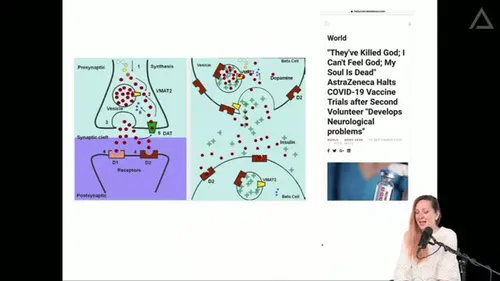 World
"They've Killed God; I
Can't Feel God; My
Soul Is Dead"
AstraZeneca Halts
COVID-19 Vaccine
Trials after Second
Volunteer "Develops
Neurological
problems"
Presynaptic
Synthesis
1
2
VMAT2
Vesicle
3
5
DAT
Synaptic cleft
4
4
D1
D2
Receptors
Postsynaptic
Vesicle
Beta Cell
Dopamine
D2
Insulin
VMAT2
D2
Beta Cell